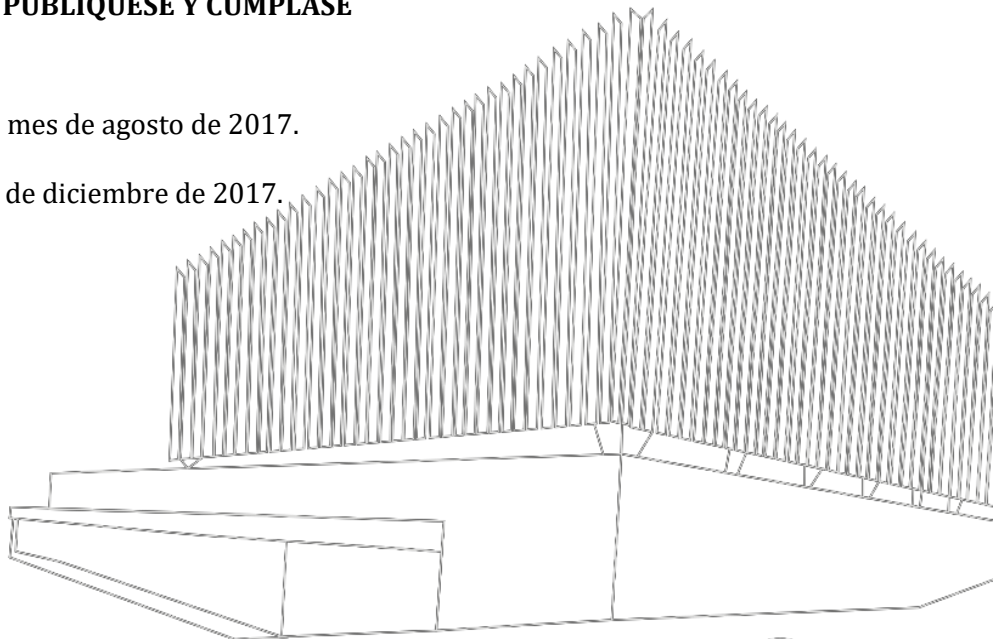 PUBLÍQUESE Y CÚMPLASE
mes de agosto de 2017.
de diciembre de 2017.